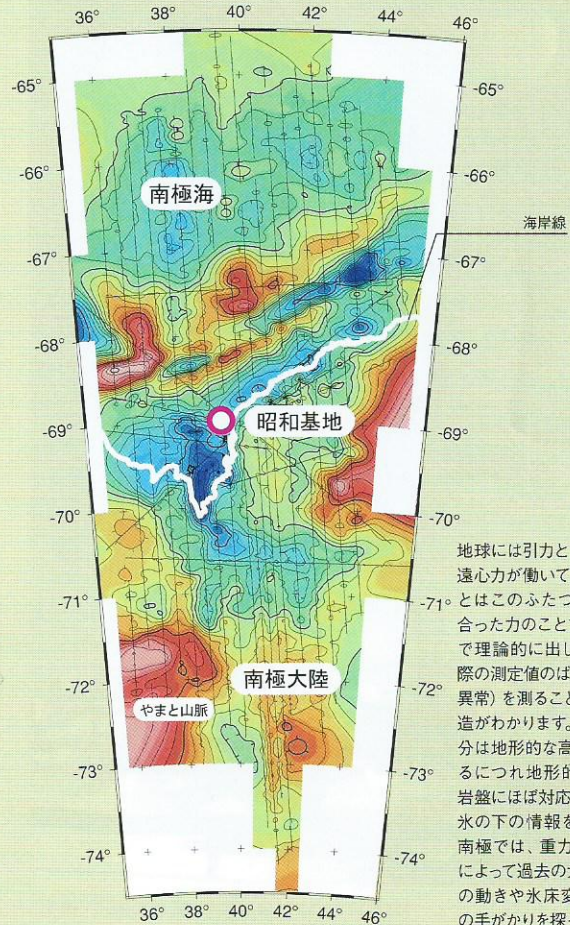 36° 38° 40° 42° 44° 46°
-65° -65°
-66° -66°
南極海
海岸線
-67° -67°
-68° -68°
昭和基地
-69° -69°
-70° -70°
地球には引力と
遠心力が働いて
-71° -71°
とはこのふたつ
合った力のこと
で理論的に出し
際の測定値のは
南極大陸
-72° -72°
異常）を測ること
やまと山脈
造がわかります。
分は地形的な高
-73° -73°
るにつれ地形的
岩盤にほぼ対応
氷の下の情報を
南極では、重力
-74° -74°
によって過去の
の動きや氷床変
の手がかりを探
36° 38° 40° 42° 44° 46°